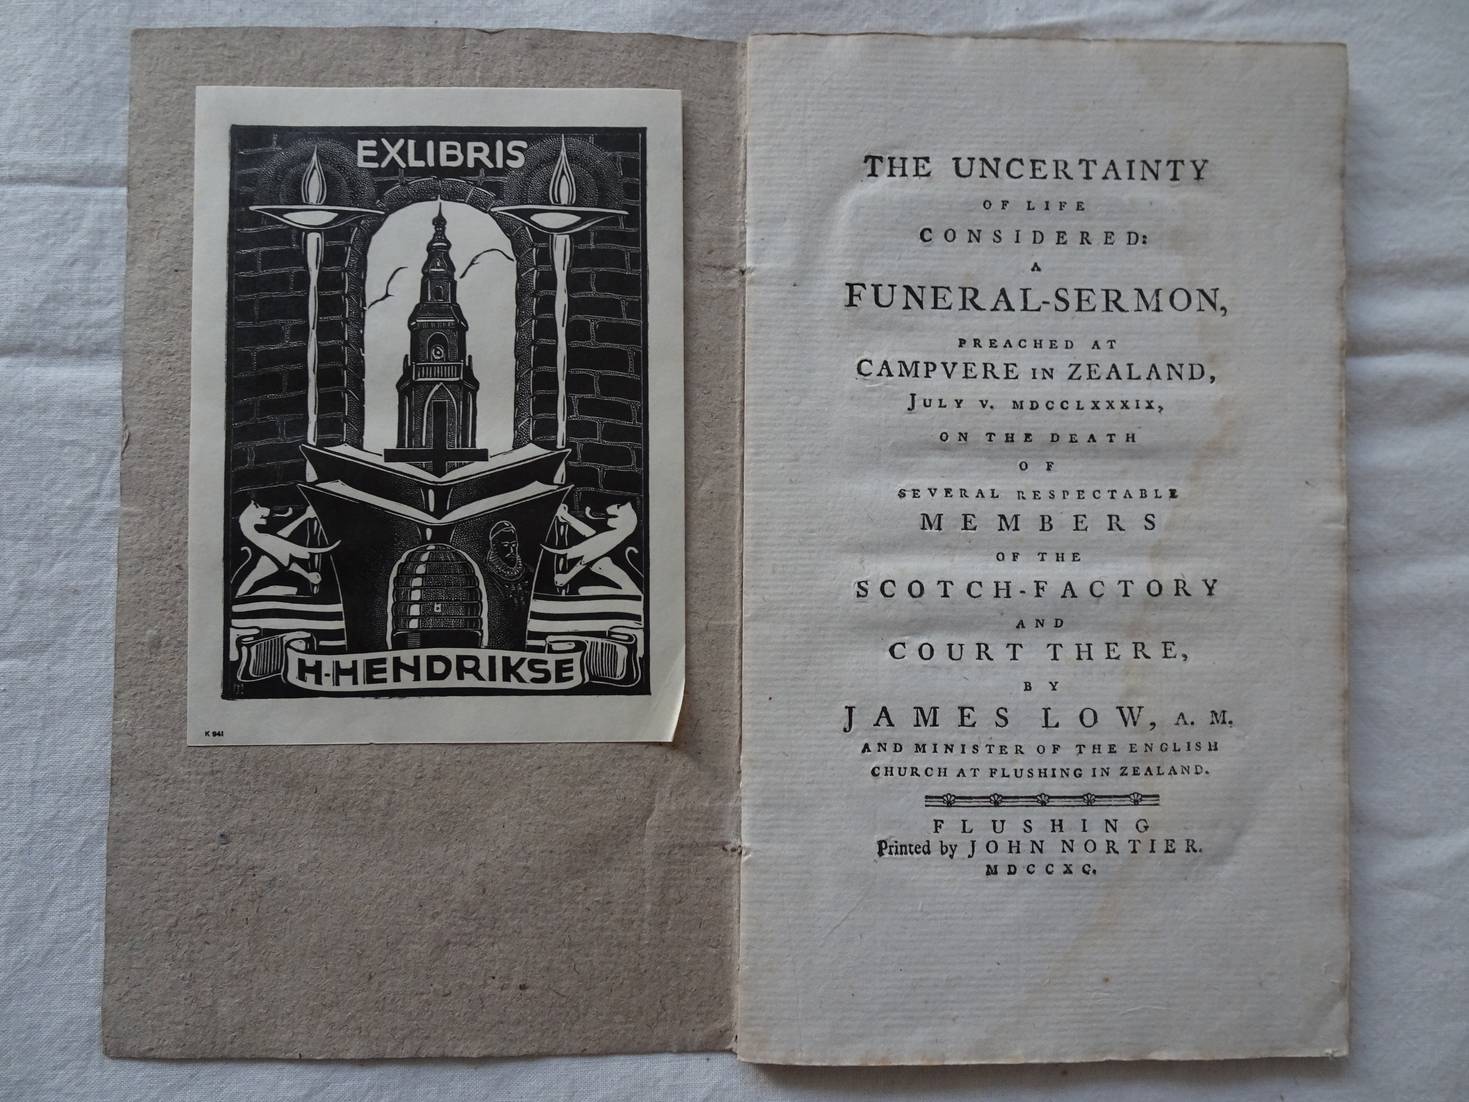 EXLIBRIS
H·HENDRIKSE
K 941
THE UNCERTAINTY
OF LIFE
CONSIDERED:
A
FUNERAL-SERMON,
PREACHED AT
CAMPVERE IN ZEALAND,
JULY V. MDCCLXXXIX,
ON THE DEATH
OF
SEVERAL RESPECTABLE
MEMBERS
OF THE
SCOTCH-FACTORY
AND
COURT THERE,
BY
JAMES LOW, A. M.
AND MINISTER OF THE ENGLISH
CHURCH AT FLUSHING IN ZEALAND.
FLUSHING
Printed by JOHN NORTIER.
MDCCXC.